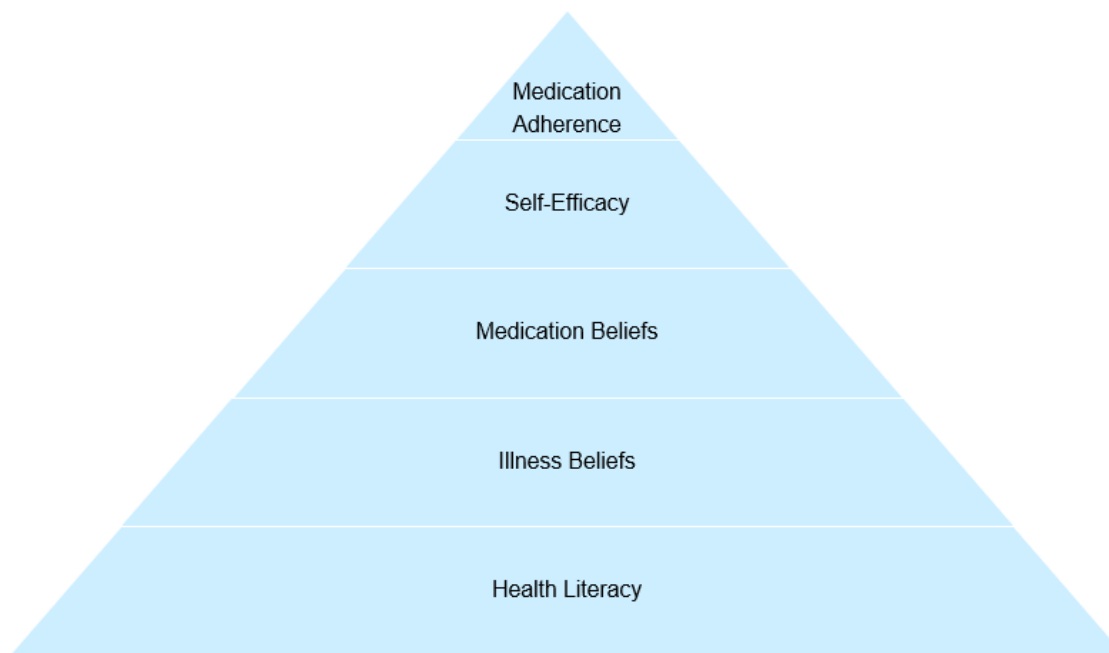 Medication
Adherence
Self-Efficacy
Medication Beliefs
Illness Beliefs
Health Literacy